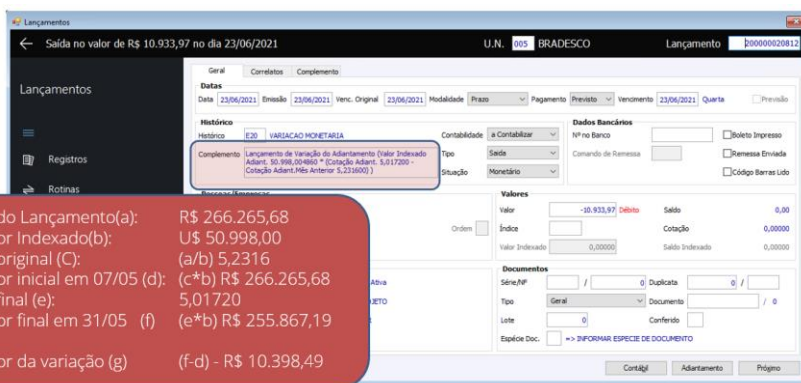 Lançamentos
Saída no valor de R$ 10.933,97 no dia 23/06/2021 U.N. 005 BRADESCO Lançamento 200000020812
Lançamentos
Registros
Rotinas
Geral Correlatos Complemento
Datas
Data 23/06/2021 Emissão 23/06/2021 Venc. Original 23/06/2021 Modalidade Prazo Pagamento Previsto Vencimento 23/06/2021 Quarta Previsão
Histórico
Histórico E20 VARIACAO MONETARIA Contabilidade a Contabilizar
Complemento Lançamento de Variação do Adiantamento (Valor Indexado
Adiant. 50.998,004860 * (Cotação Adiant. 5,017200 -
Cotação Adiant.Mês Anterior 5,231600) )
Tipo Saída
Situação Monetário
Dados Bancários
Nº no Banco Boleto Impresso
Comando de Remessa Remessa Enviada
Código Barras Lido
Pessoas/Empresas
Ordem
Valores
Valor -10.933,97 Débito Saldo 0,00
Índice Cotação 0,00000
Valor Indexado 0,00000 Saldo Indexado 0,00000
Documentos
Série/NF / 0 Duplicata 0 /
Tipo Geral Documento / 0
Lote 0 Conferido
Espécie Doc. => INFORMAR ESPECIE DE DOCUMENTO
Contábil Adiantamento Próximo
do Lançamento(a): R$ 266.265,68
or Indexado(b): U$ 50.998,00
original (C): (a/b) 5,2316
or inicial em 07/05 (d): (c*b) R$ 266.265,68
final (e): 5,01720
or final em 31/05 (f) (e*b) R$ 255.867,19
or da variação (g) (f-d) - R$ 10.398,49